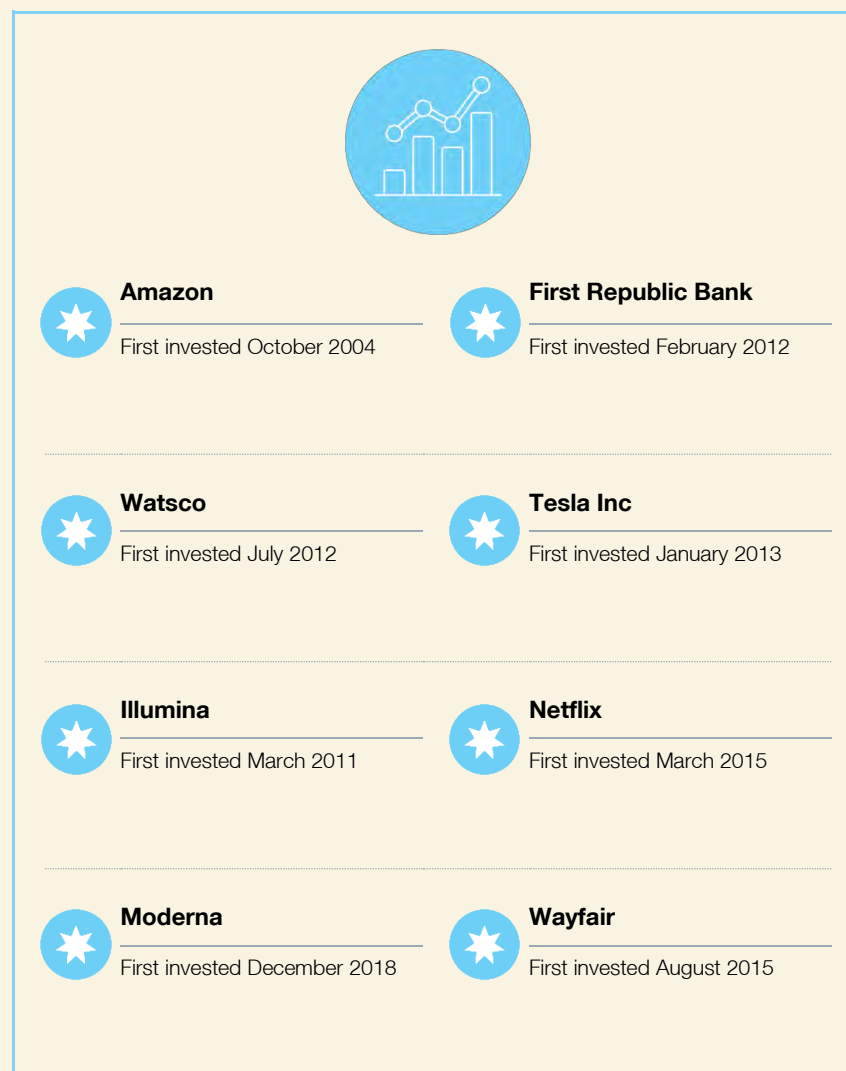 Amazon
First invested October 2004
First Republic Bank
First invested February 2012
Watsco
First invested July 2012
Tesla Inc
First invested January 2013
Illumina
First invested March 2011
Netflix
First invested March 2015
Moderna
First invested December 2018
Wayfair
First invested August 2015